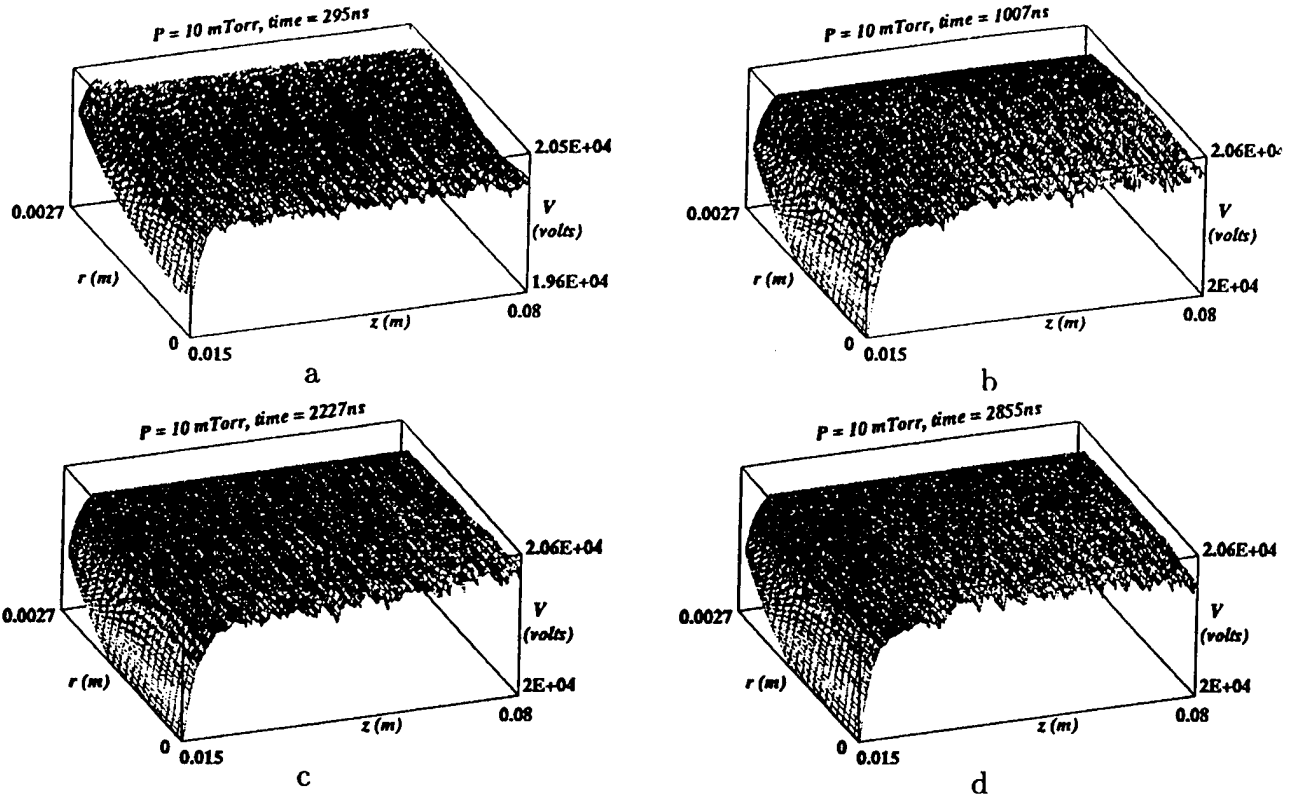 P = 10 mTorr, time = 295ns
2.05E+04
0.0027
V
(volts)
r (m)
1.96E+04
z (m)
0.08
0
0.015
a
P = 10 mTorr, time = 1007ns
2.06E+04
0.0027
V
(volts)
r (m)
2E+04
z (m)
0.08
0
0.015
b
P = 10 mTorr, time = 2227ns
2.06E+04
0.0027
V
(volts)
r (m)
2E+04
z (m)
0.08
0
0.015
c
P = 10 mTorr, time = 2855ns
2.06E+04
0.0027
V
(volts)
r (m)
2E+04
z (m)
0.08
0
0.015
d